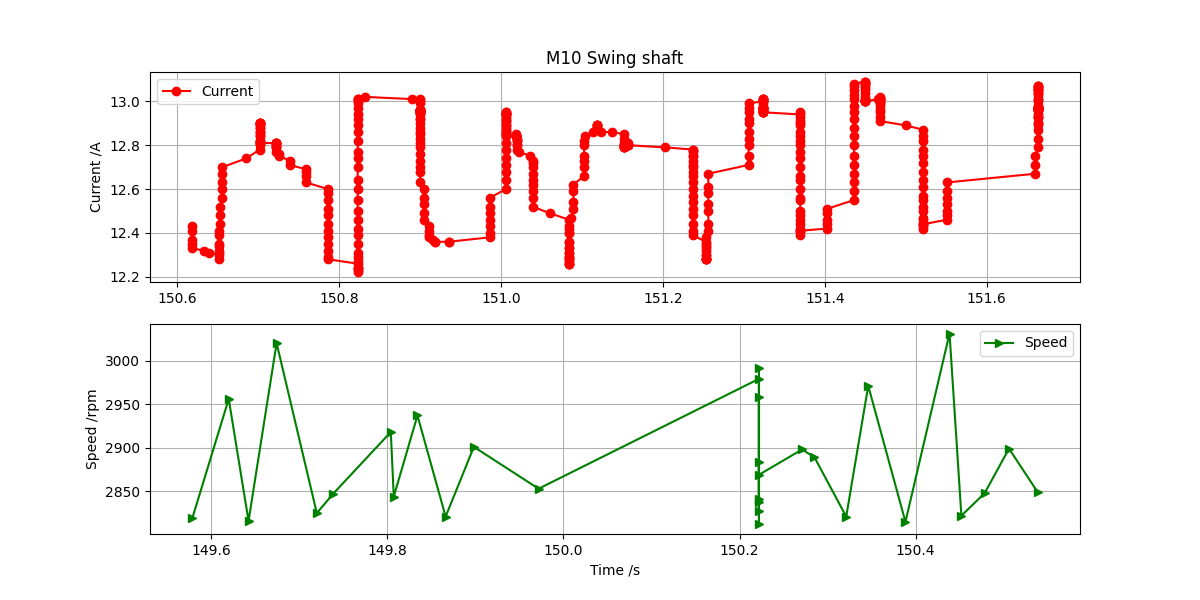 M10 Swing shaft
Current
Current /A
13.0
12.8
12.6
12.4
12.2
150.6 150.8 151.0 151.2 151.4 151.6
Speed
Speed /rpm
3000
2950
2900
2850
149.6 149.8 150.0 150.2 150.4
Time /s